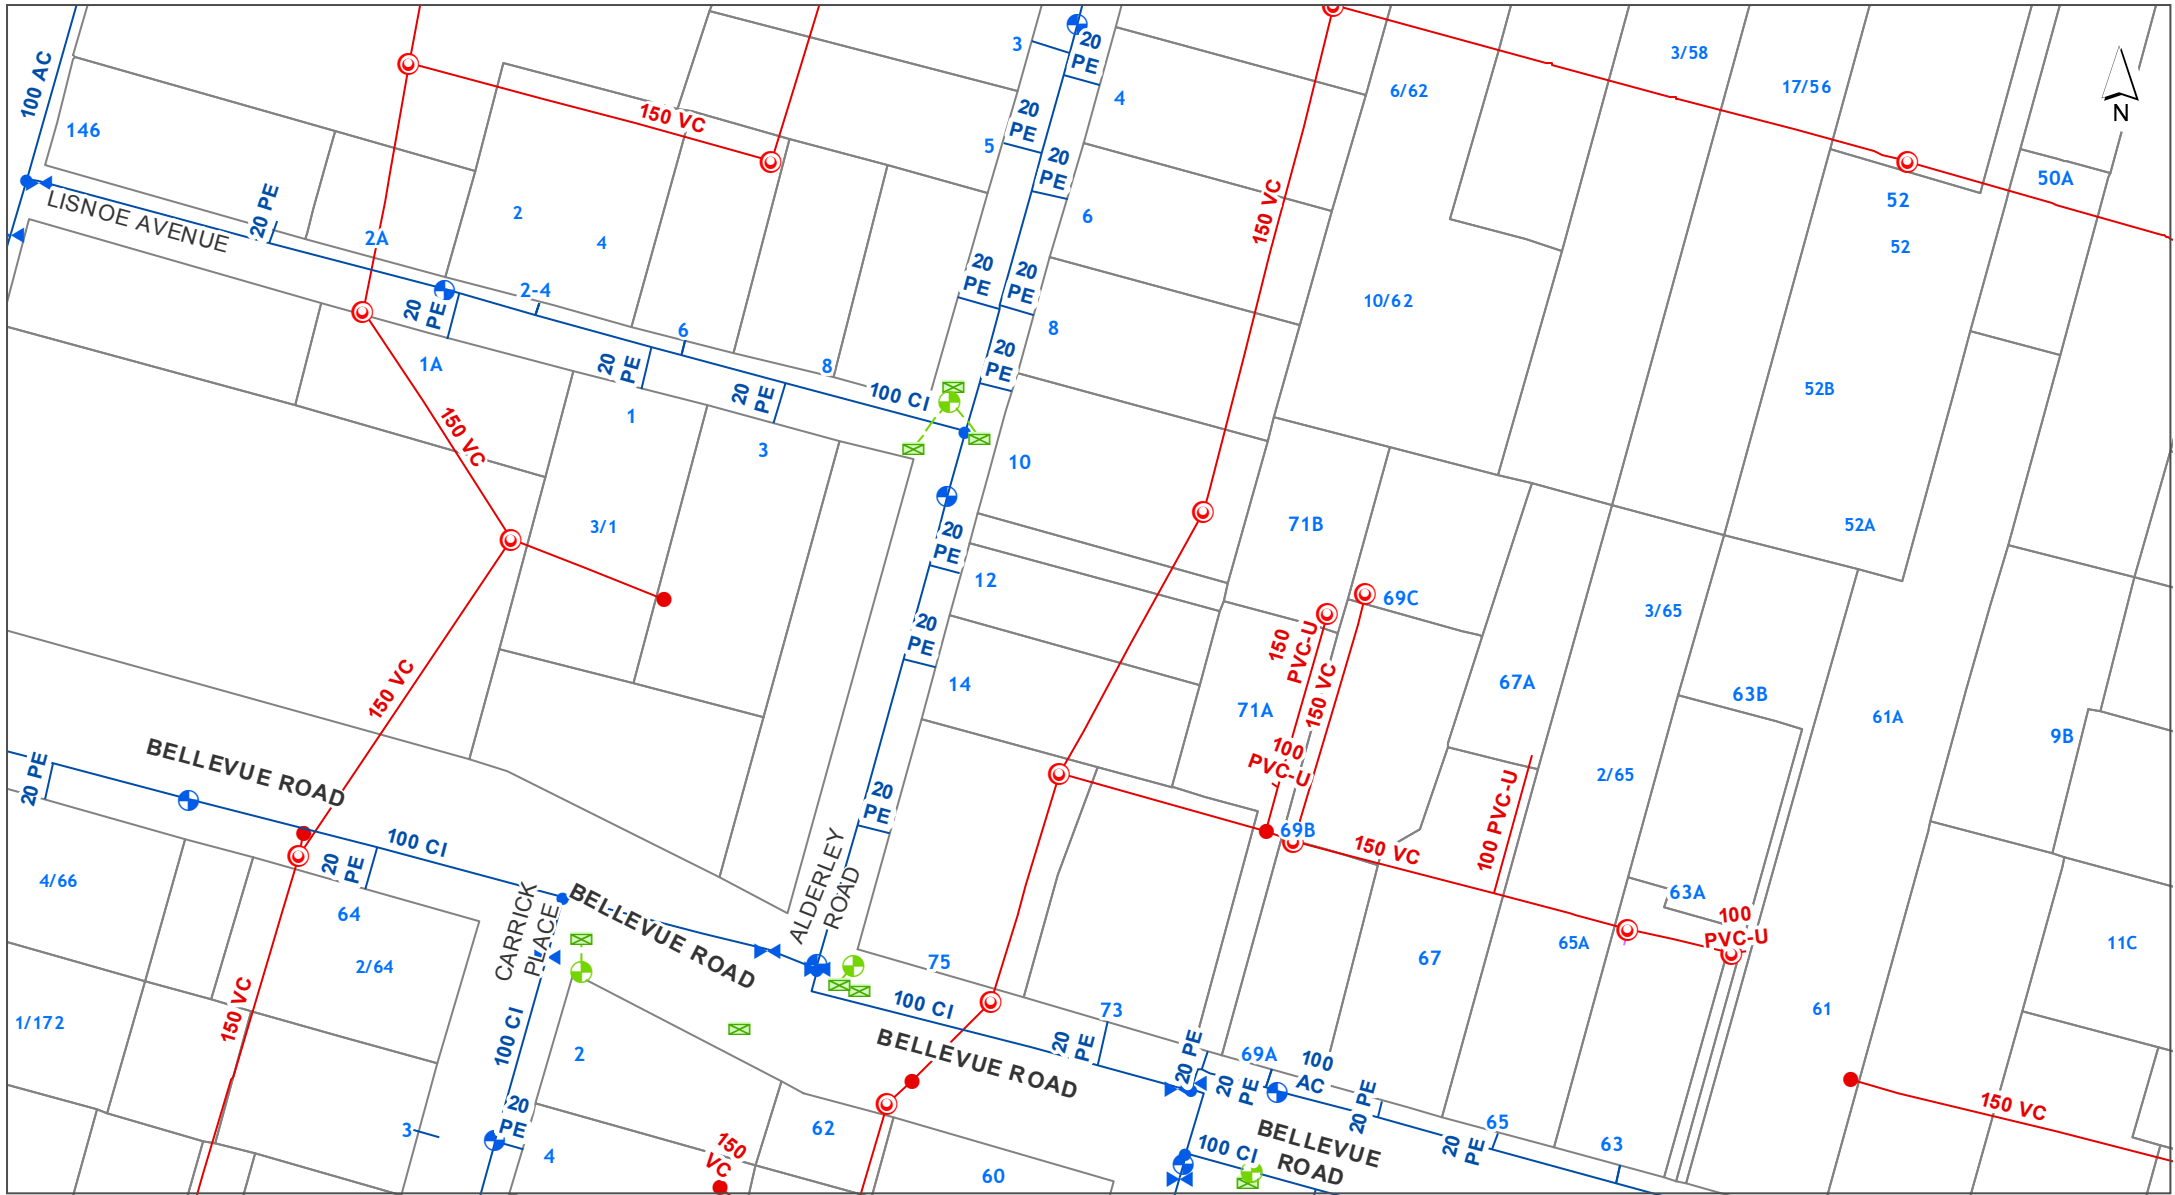 100 AC
146
LISNOE AVENUE
20 PE
2A
2
4
2-4
6
8
150 VC
20
PE
1A
20
PE
1
20
PE
3
100 CI
150 VC
3/1
150 VC
3
20
PE
4
20
PE
5
20
PE
6
20
PE
20
PE
8
20
PE
10
20
PE
12
20
PE
14
20
PE
ALDERLEY
ROAD
150 VC
6/62
3/58
17/56
N
50A
52
52
10/62
52B
52A
71B
69C
150
PVC-U
150 VC
71A
100
PVC-U
69B
150 VC
67A
3/65
63B
2/65
61A
9B
100 PVC-U
63A
100
PVC-U
65A
67
11C
61
150 VC
BELLEVUE ROAD
20 PE
100 CI
20
PE
4/66
64
2/64
1/172
150 VC
CARRICK
PLACE
BELLEVUE ROAD
100 CI
2
20
PE
3
4
150
VC
62
60
75
100 CI
BELLEVUE ROAD
73
20
PE
20 PE
69A
20
PE
100
AC
20 PE
65
20
PE
63
100 CI
BELLEVUE
ROAD